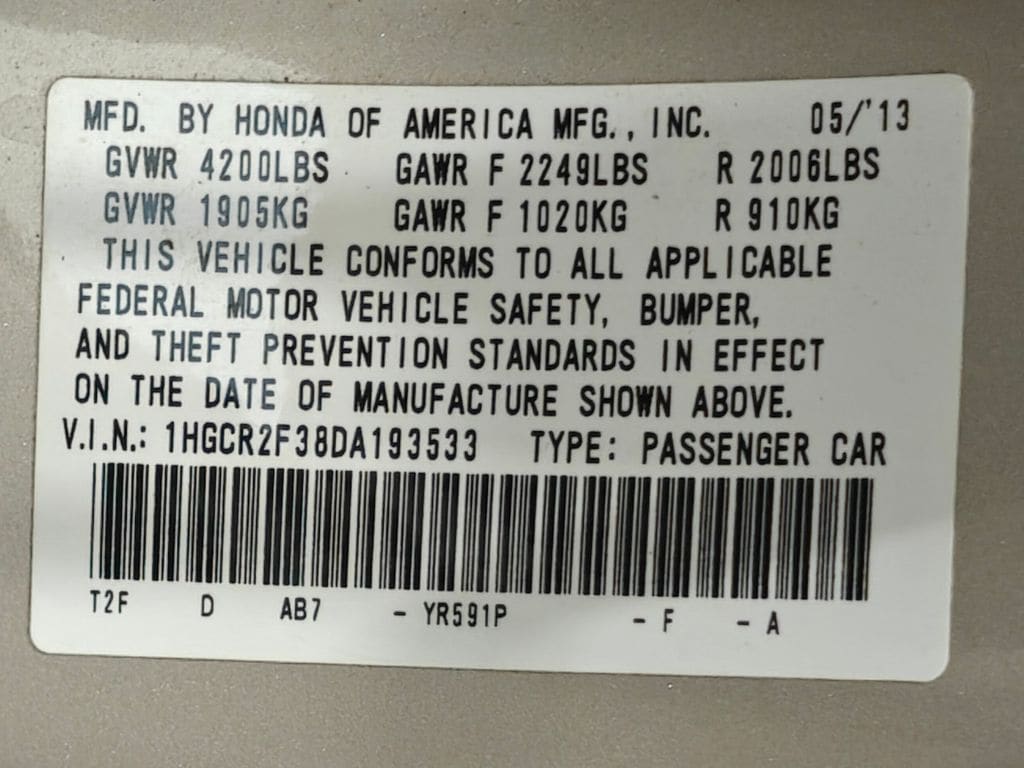 MFD. BY HONDA OF AMERICA MFG., INC. 05/'13
GVWR 4200LBS GAWR F 2249LBS R 2006LBS
GVWR 1905KG GAWR F 1020KG R 910KG
THIS VEHICLE CONFORMS TO ALL APPLICABLE
FEDERAL MOTOR VEHICLE SAFETY, BUMPER,
AND THEFT PREVENTION STANDARDS IN EFFECT
ON THE DATE OF MANUFACTURE SHOWN ABOVE.
V.I.N.: 1HGCR2F38DA193533 TYPE: PASSENGER CAR
T2F D AB7 - YR591P - F - A